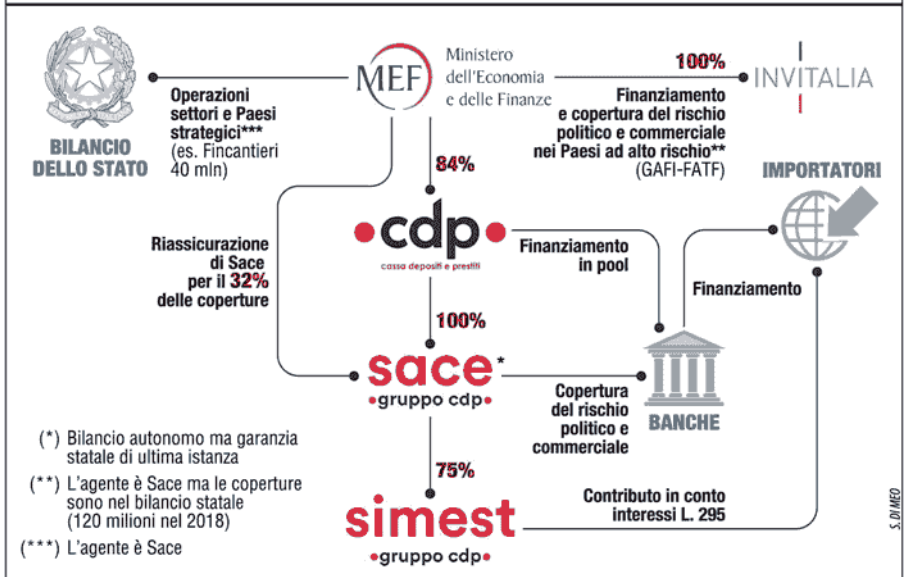 MEF
Ministero
dell'Economia
e delle Finanze
100%
INVITALIA
BILANCIO
DELLO STATO
Operazioni
settori e Paesi
strategici***
(es. Fincantieri
40 mln)
Finanziamento
e copertura del rischio
politico e commerciale
nei Paesi ad alto rischio**
(GAFI-FATF)
IMPORTATORI
84%
cdp
cassa depositi e prestiti
Riassicurazione
di Sace
per il 32%
delle coperture
Finanziamento
in pool
Finanziamento
100%
sace*
gruppo cdp
Copertura
del rischio
politico e
commerciale
BANCHE
75%
simest
gruppo cdp
Contributo in conto
interessi L. 295
(*) Bilancio autonomo ma garanzia
statale di ultima istanza
(**) L'agente è Sace ma le coperture
sono nel bilancio statale
(120 milioni nel 2018)
(***) L'agente è Sace
S. DI MEO